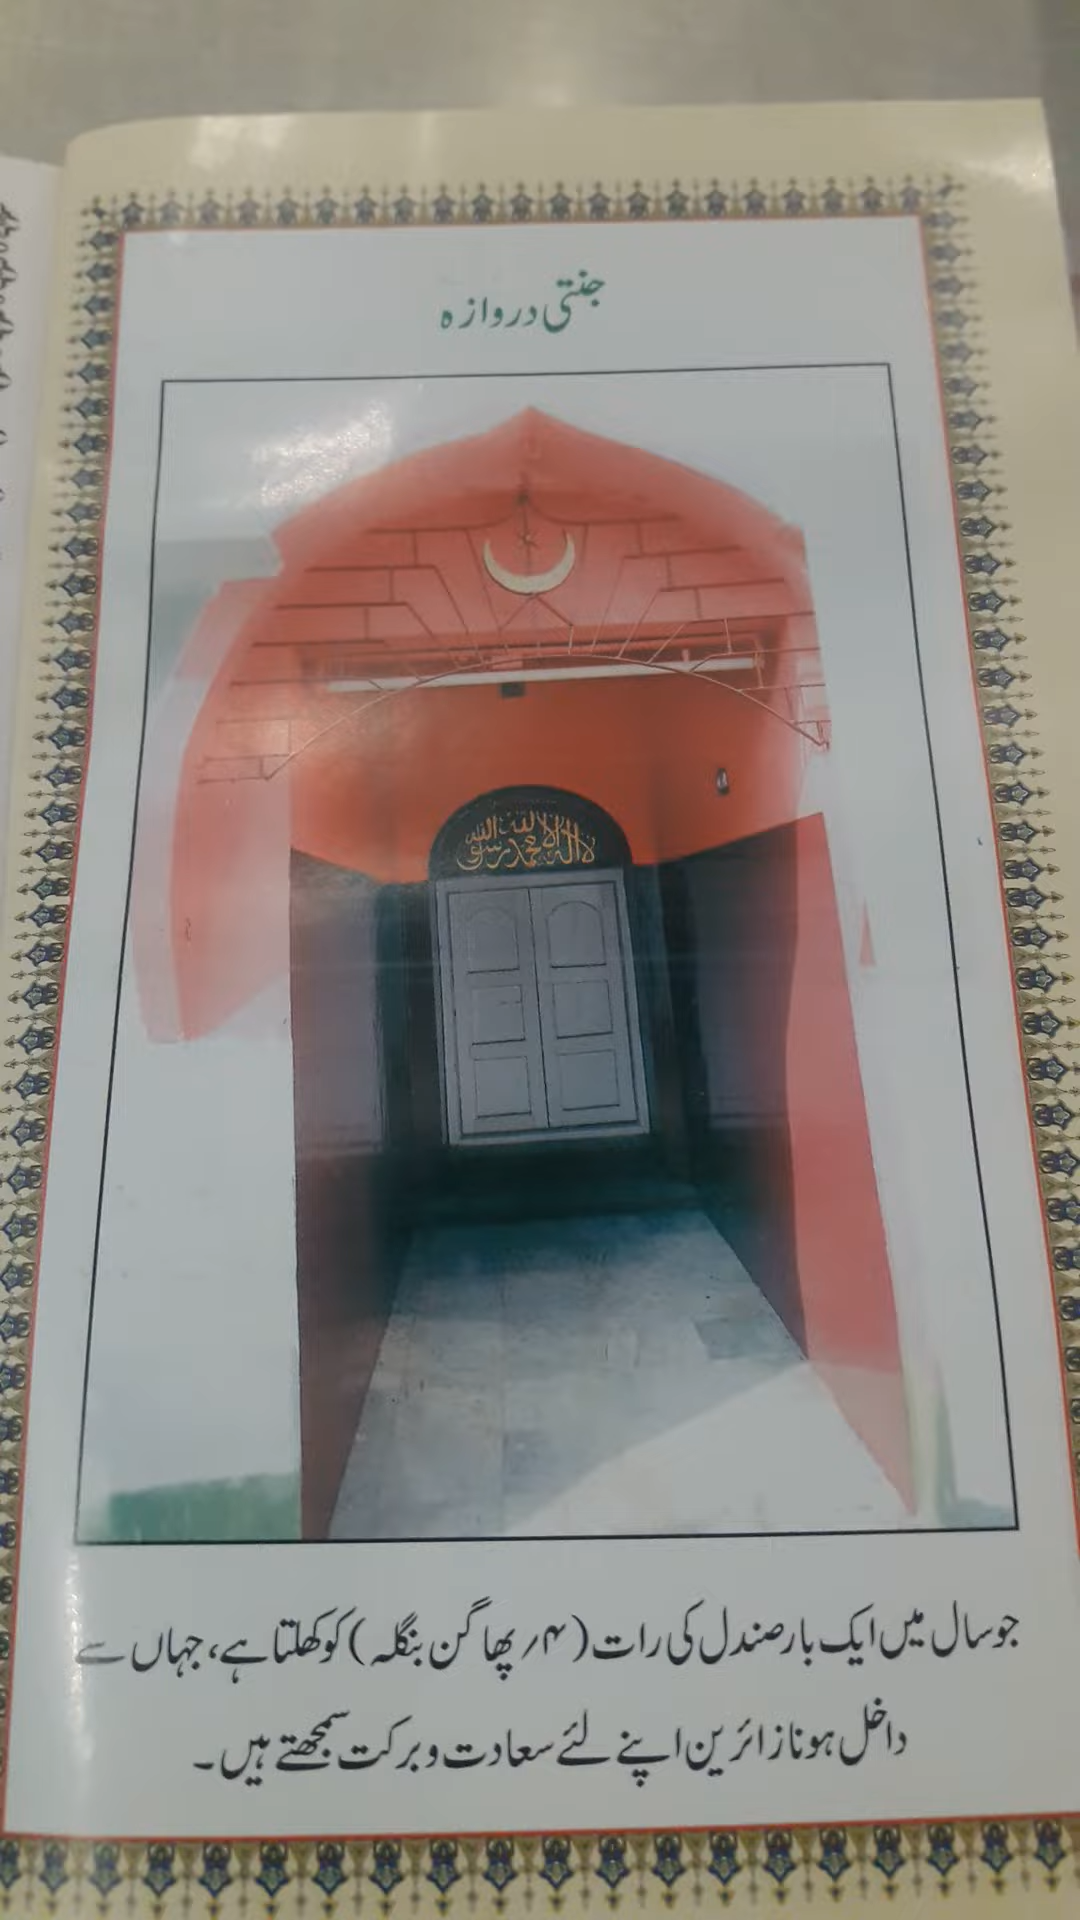 جنتی دروازہ
لا الہ الا اللہ محمد رسول اللہ
جو سال میں ایک بار صندل کی رات (۴؍ پھاگن بنگلہ) کو کھلتا ہے، جہاں سے
داخل ہونا زائرین اپنے لئے سعادت و برکت سمجھتے ہیں۔